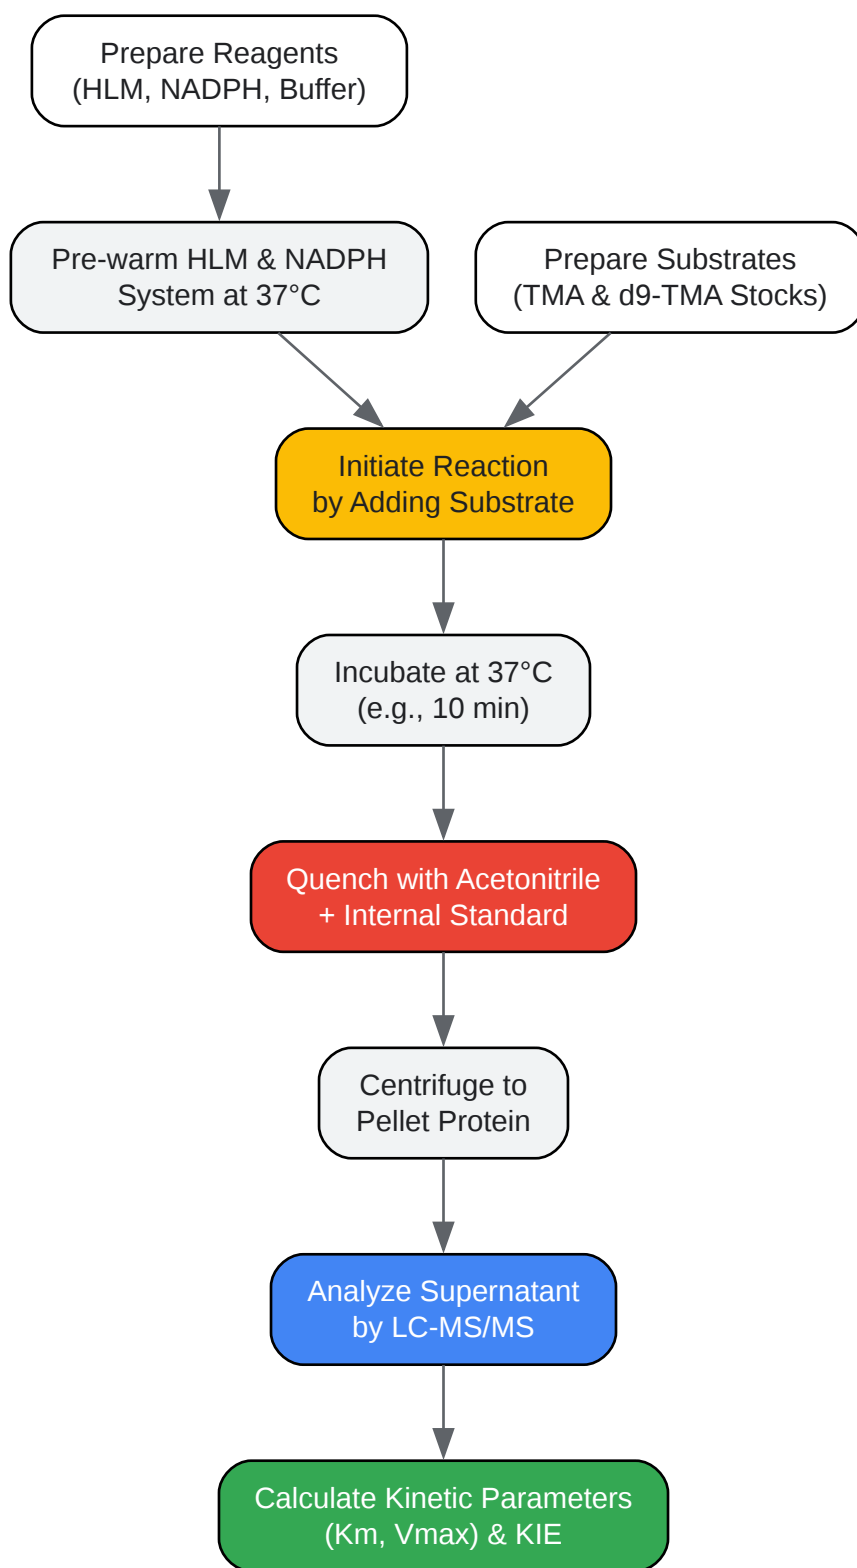 Prepare Reagents
(HLM, NADPH, Buffer)
Pre-warm HLM & NADPH
System at 37°C
Prepare Substrates
(TMA & d9-TMA Stocks)
Initiate Reaction
by Adding Substrate
Incubate at 37°C
(e.g., 10 min)
Quench with Acetonitrile
+ Internal Standard
Centrifuge to
Pellet Protein
Analyze Supernatant
by LC-MS/MS
Calculate Kinetic Parameters
(Km, Vmax) & KIE